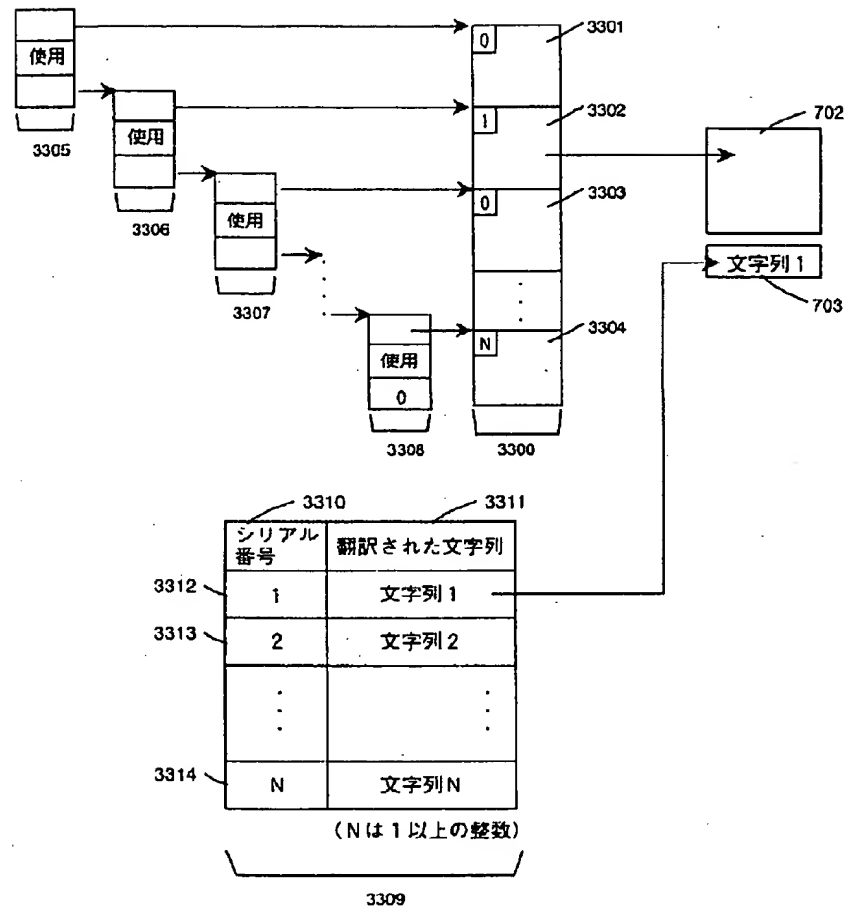 0
3301
使用
1
3302
702
3305
使用
0
3303
3306
使用
文字列1
703
3307
N
3304
使用
0
3308
3300
3310
3311
シリアル
番号
翻訳された文字列
3312
1
文字列1
3313
2
文字列2
3314
N
文字列N
(Nは1以上の整数)
3309